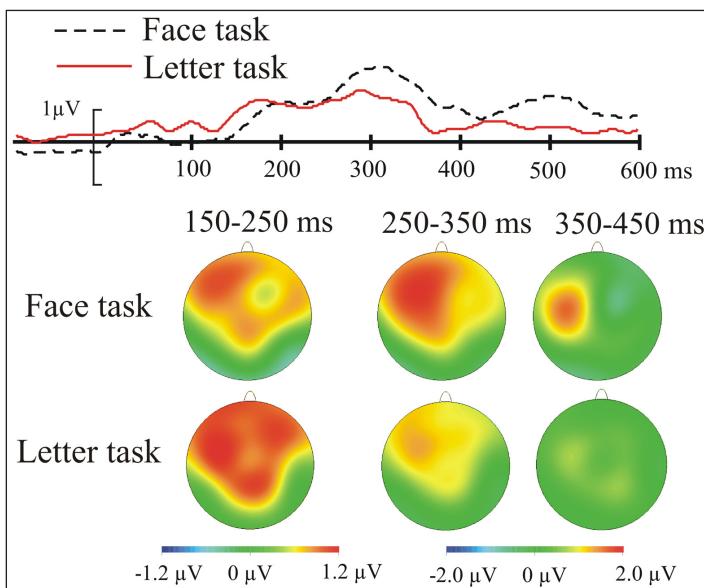 Face task
Letter task
1μV
100 200 300 400 500 600 ms
150-250 ms 250-350 ms 350-450 ms
Face task
Letter task
-1.2 μV 0 μV 1.2 μV -2.0 μV 0 μV 2.0 μV